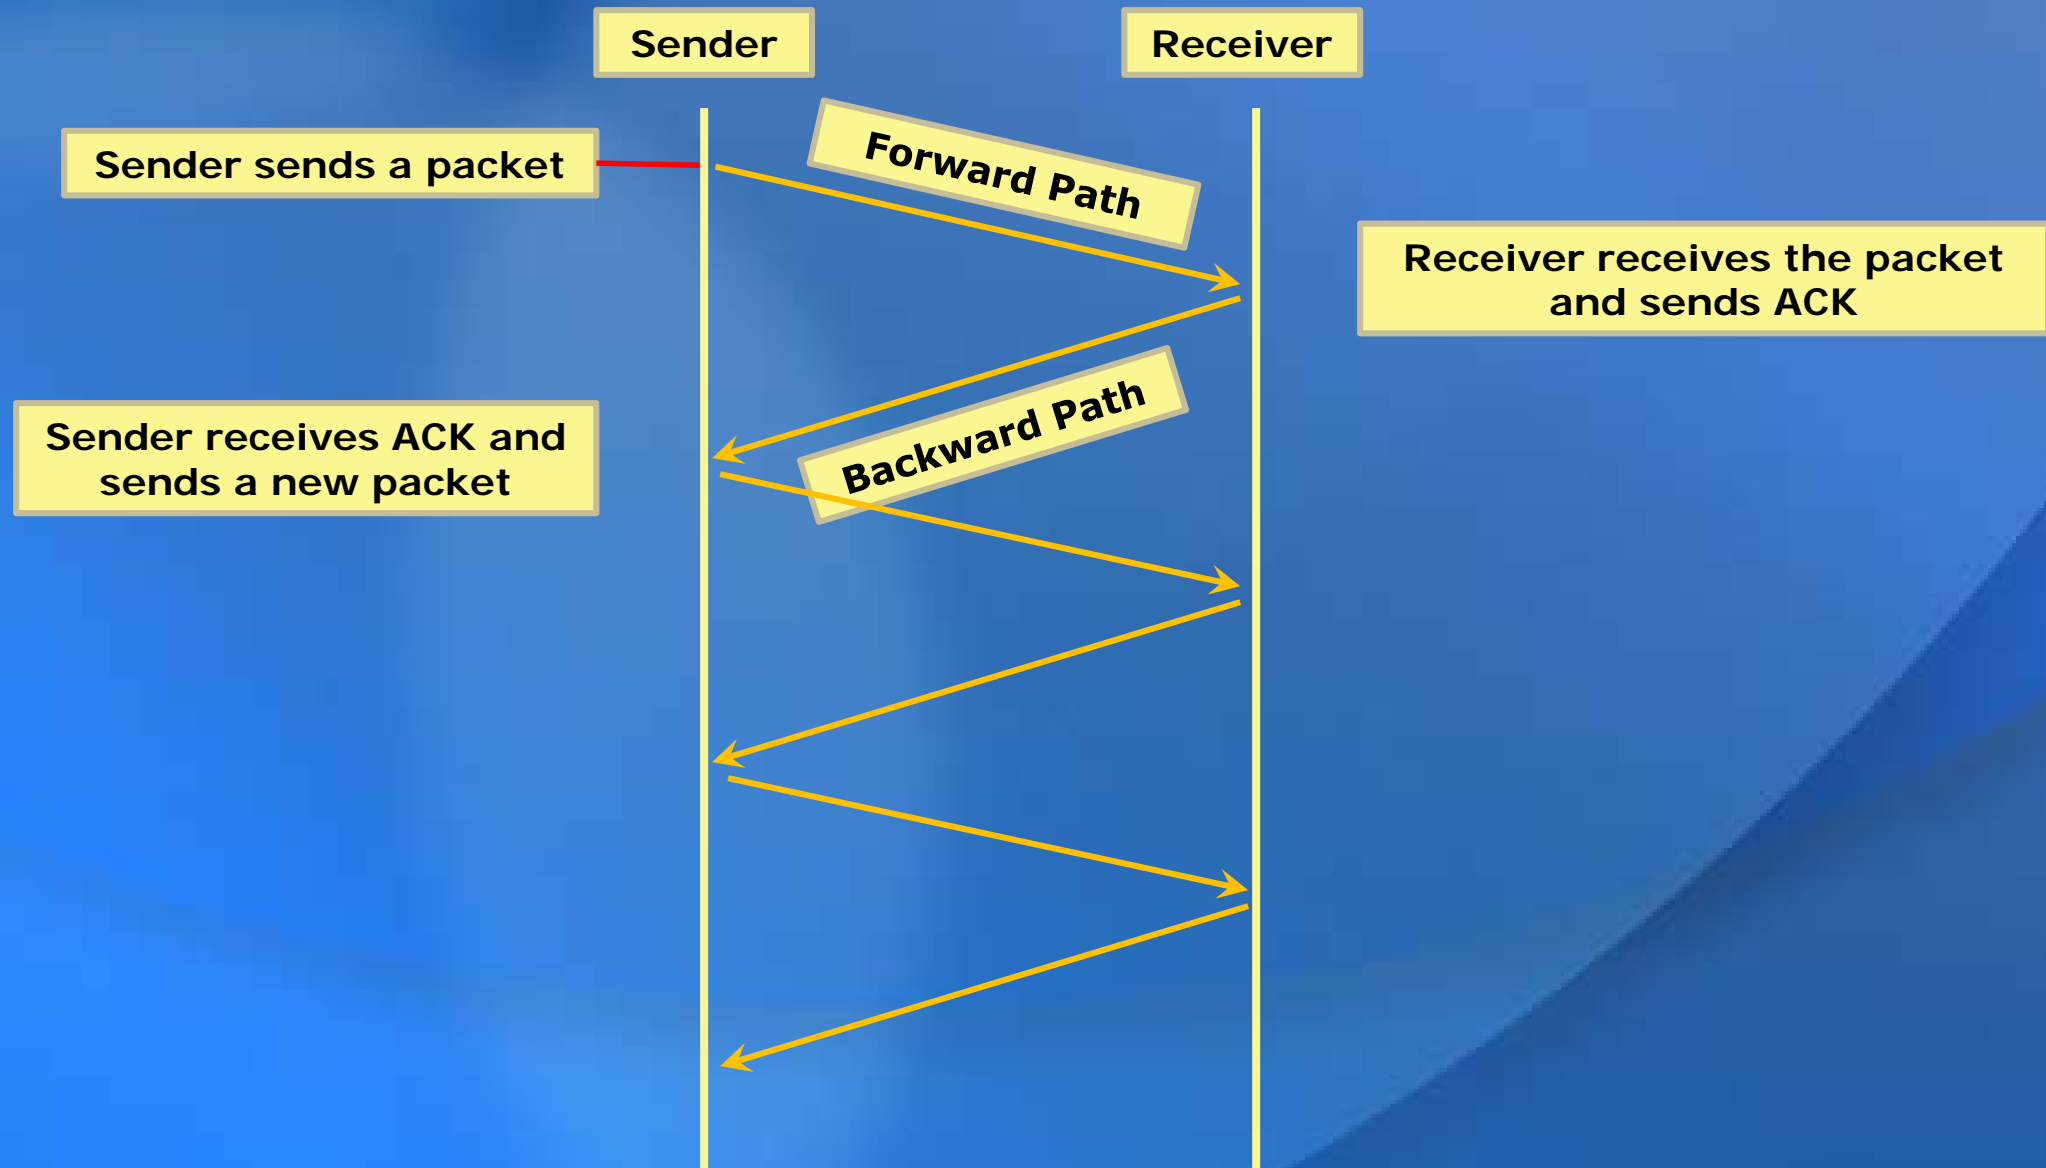 Sender
Receiver
Sender sends a packet
Forward Path
Receiver receives the packet
and sends ACK
Backward Path
Sender receives ACK and
sends a new packet